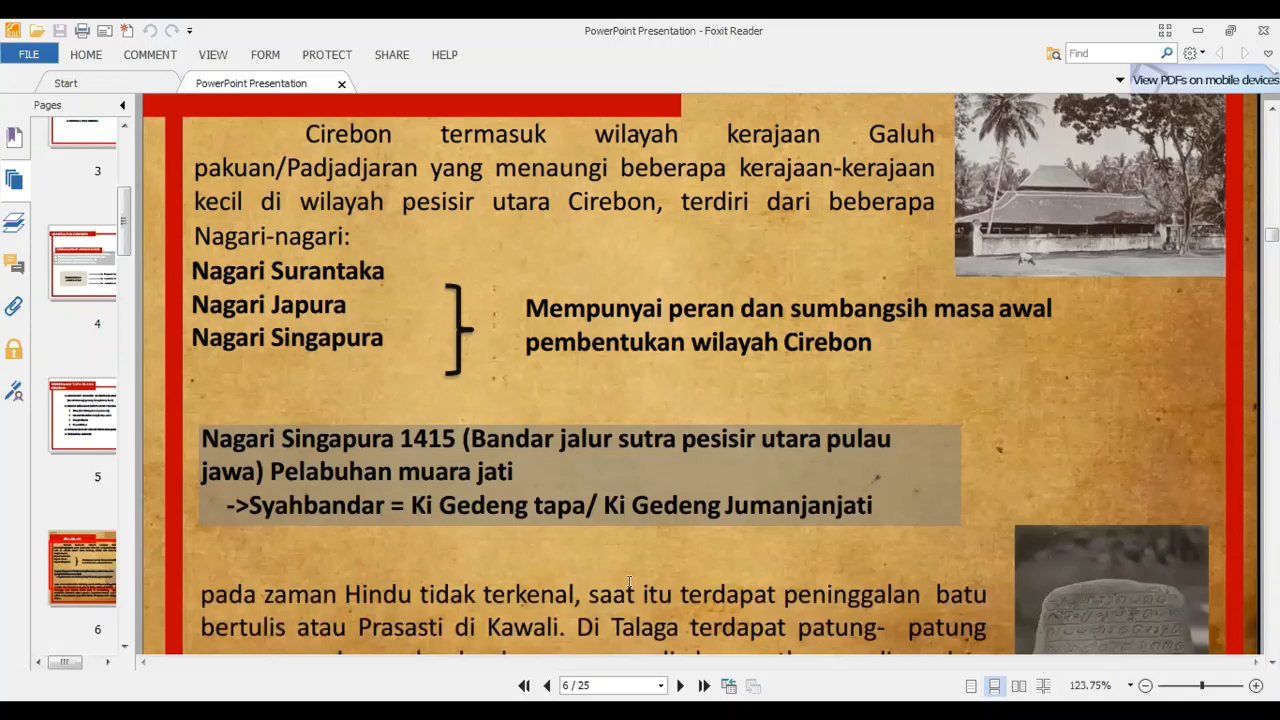 PowerPoint Presentation - Foxit Reader
FILE HOME COMMENT VIEW FORM PROTECT SHARE HELP
Find
Start
PowerPoint Presentation
View PDFs on mobile devices
Pages
3
4
5
6
Cirebon termasuk wilayah kerajaan Galuh
pakuan/Padjadjaran yang menaungi beberapa kerajaan-kerajaan
kecil di wilayah pesisir utara Cirebon, terdiri dari beberapa
Nagari-nagari:
Nagari Surantaka
Nagari Japura
Nagari Singapura
Mempunyai peran dan sumbangsih masa awal
pembentukan wilayah Cirebon
Nagari Singapura 1415 (Bandar jalur sutra pesisir utara pulau
jawa) Pelabuhan muara jati
->Syahbandar = Ki Gedeng tapa/ Ki Gedeng Jumanjanjati
pada zaman Hindu tidak terkenal, saat itu terdapat peninggalan batu
bertulis atau Prasasti di Kawali. Di Talaga terdapat patung- patung
6 / 25
123.75%